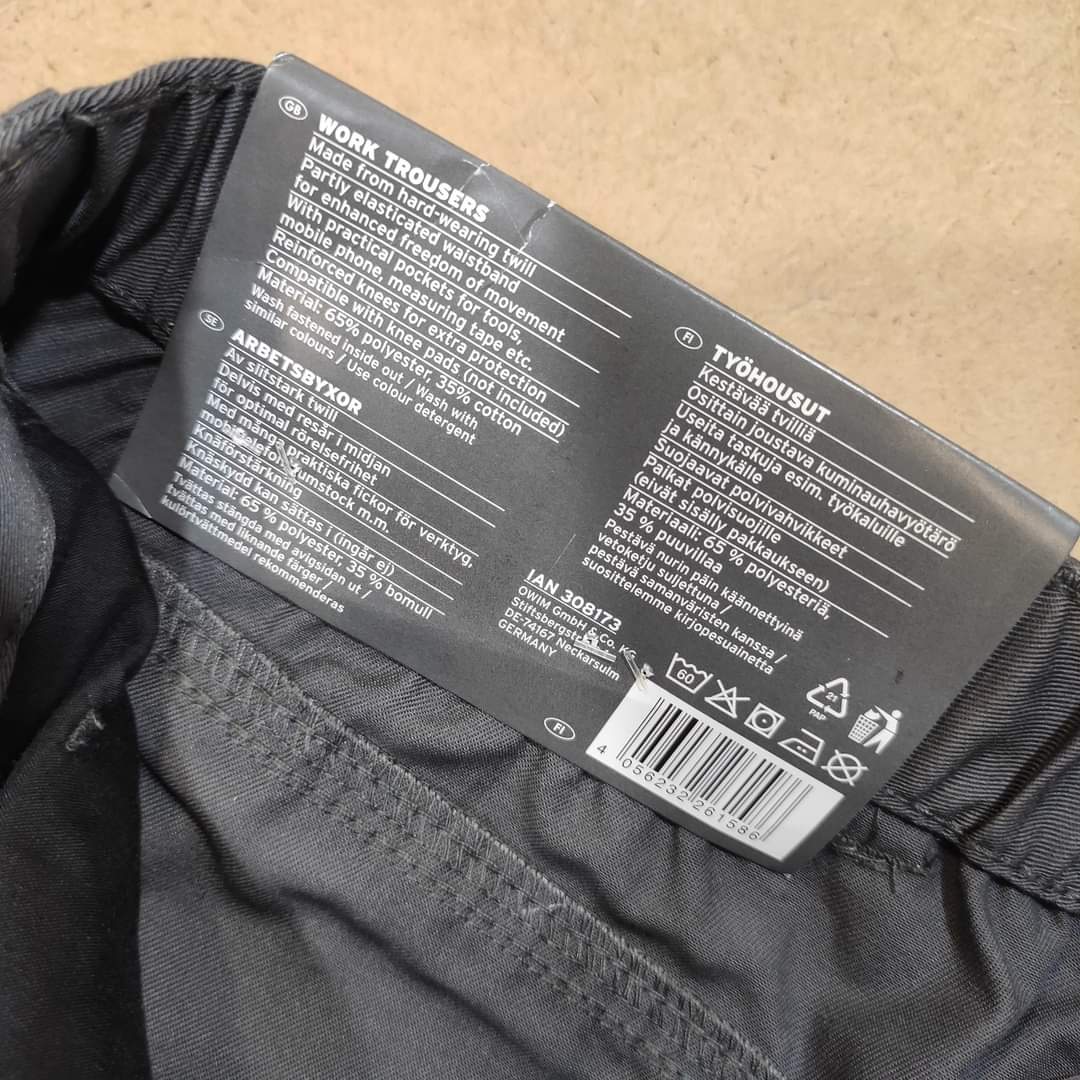 GB
WORK TROUSERS
Made from hard-wearing twill
Partly elasticated waistband
for enhanced freedom of movement
With practical pockets for tools,
mobile phone, measuring tape etc.
Reinforced knees for extra protection
Compatible with knee pads (not included)
Material: 65% polyester, 35% cotton
Wash fastened inside out / Wash with
similar colours / Use colour detergent
SE
ARBETSBYXOR
Av slitstark twill
Delvis med resår i midjan
för optimal rörelsefrihet
Med många praktiska fickor för verktyg,
mobiltelefon, tumstock m.m.
Knäförstärkning
Knäskydd kan sättas i (ingår ej)
Material: 65 % polyester, 35 % bomull
Tvättas stängda med avigsidan ut /
tvättas med liknande färger /
kulörtvättmedel rekommenderas
FI
TYÖHOUSUT
Kestävää tvilliä
Osittain joustava kuminauhavyötärö
Useita taskuja esim. työkaluille
ja kännykälle
Suojaavat polvivahvikkeet
Paikat polvisuojille
(eivät sisälly pakkaukseen)
Materiaali: 65 % polyesteriä,
35 % puuvillaa
Pestävä nurin päin käännettyinä
vetoketju suljettuna /
pestävä samanväristen kanssa /
suosittelemme kirjopesuainetta
IAN 308173
OWIM GmbH & Co. KG
Stiftsbergstr.
DE-74167 Neckarsulm
GERMANY
60
21
PAP
FI
4 056232 261586